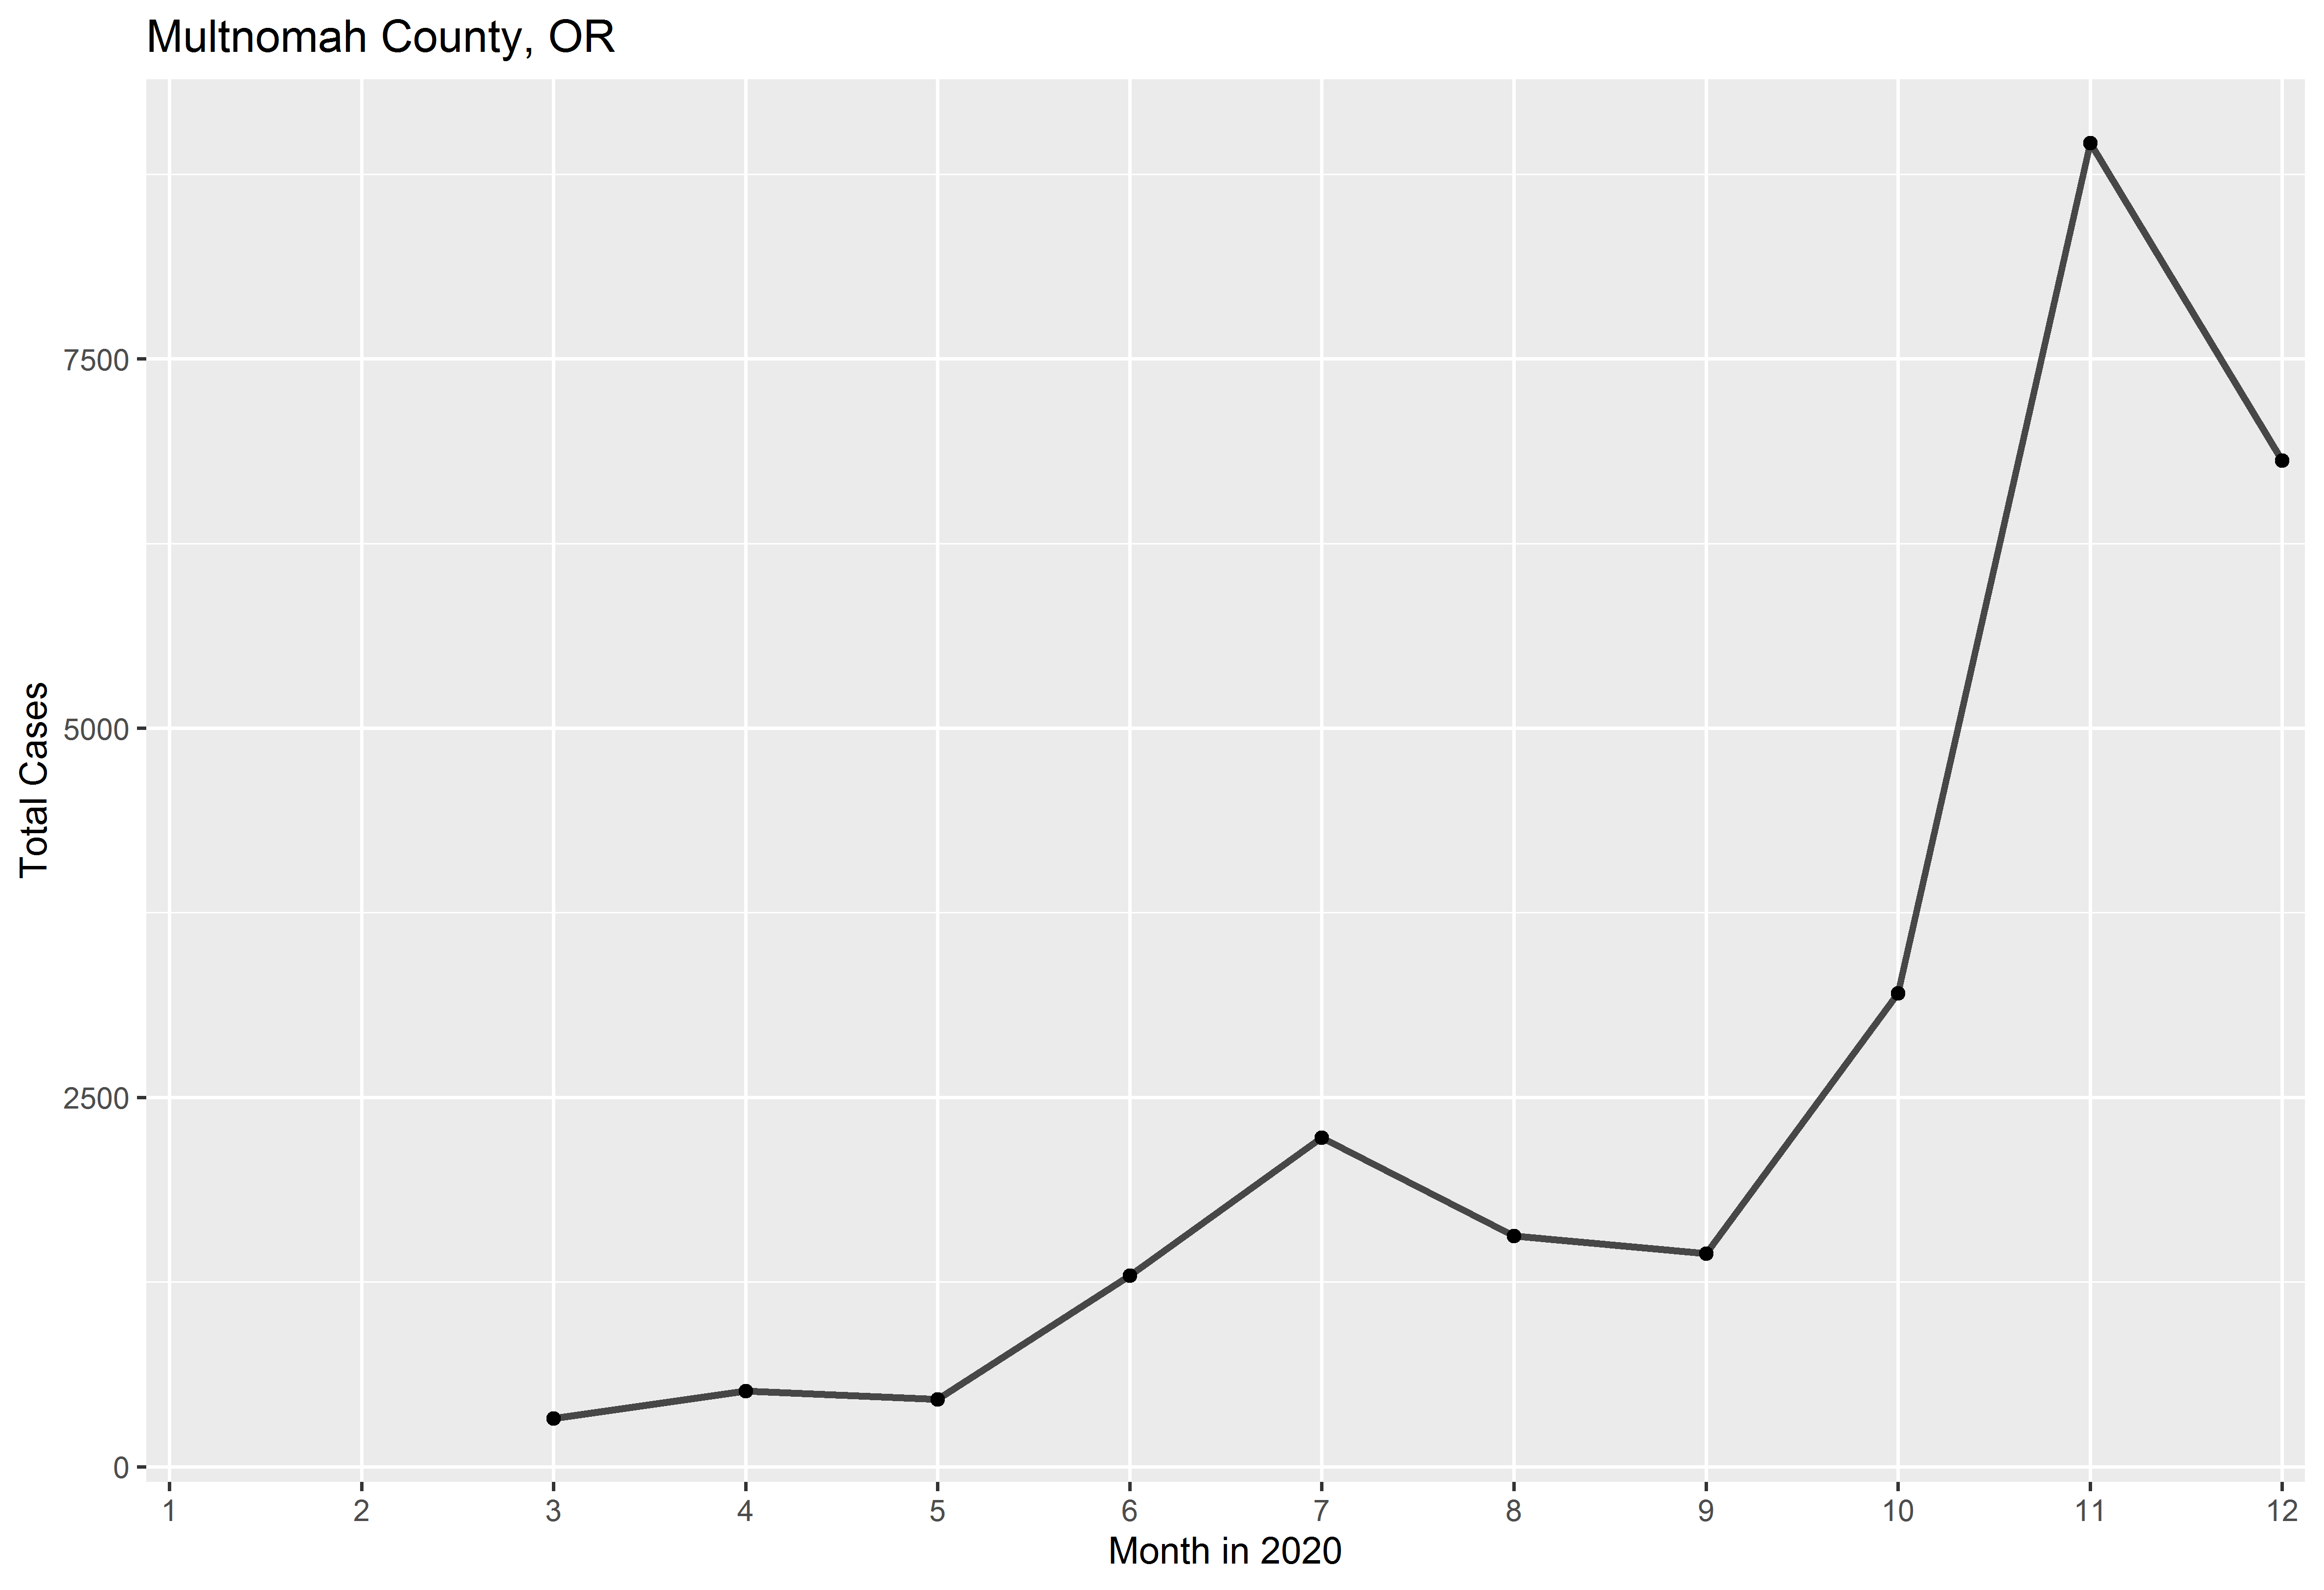 Multnomah County, OR
Total Cases
7500
5000
2500
0
1 2 3 4 5 6 7 8 9 10 11 12
Month in 2020